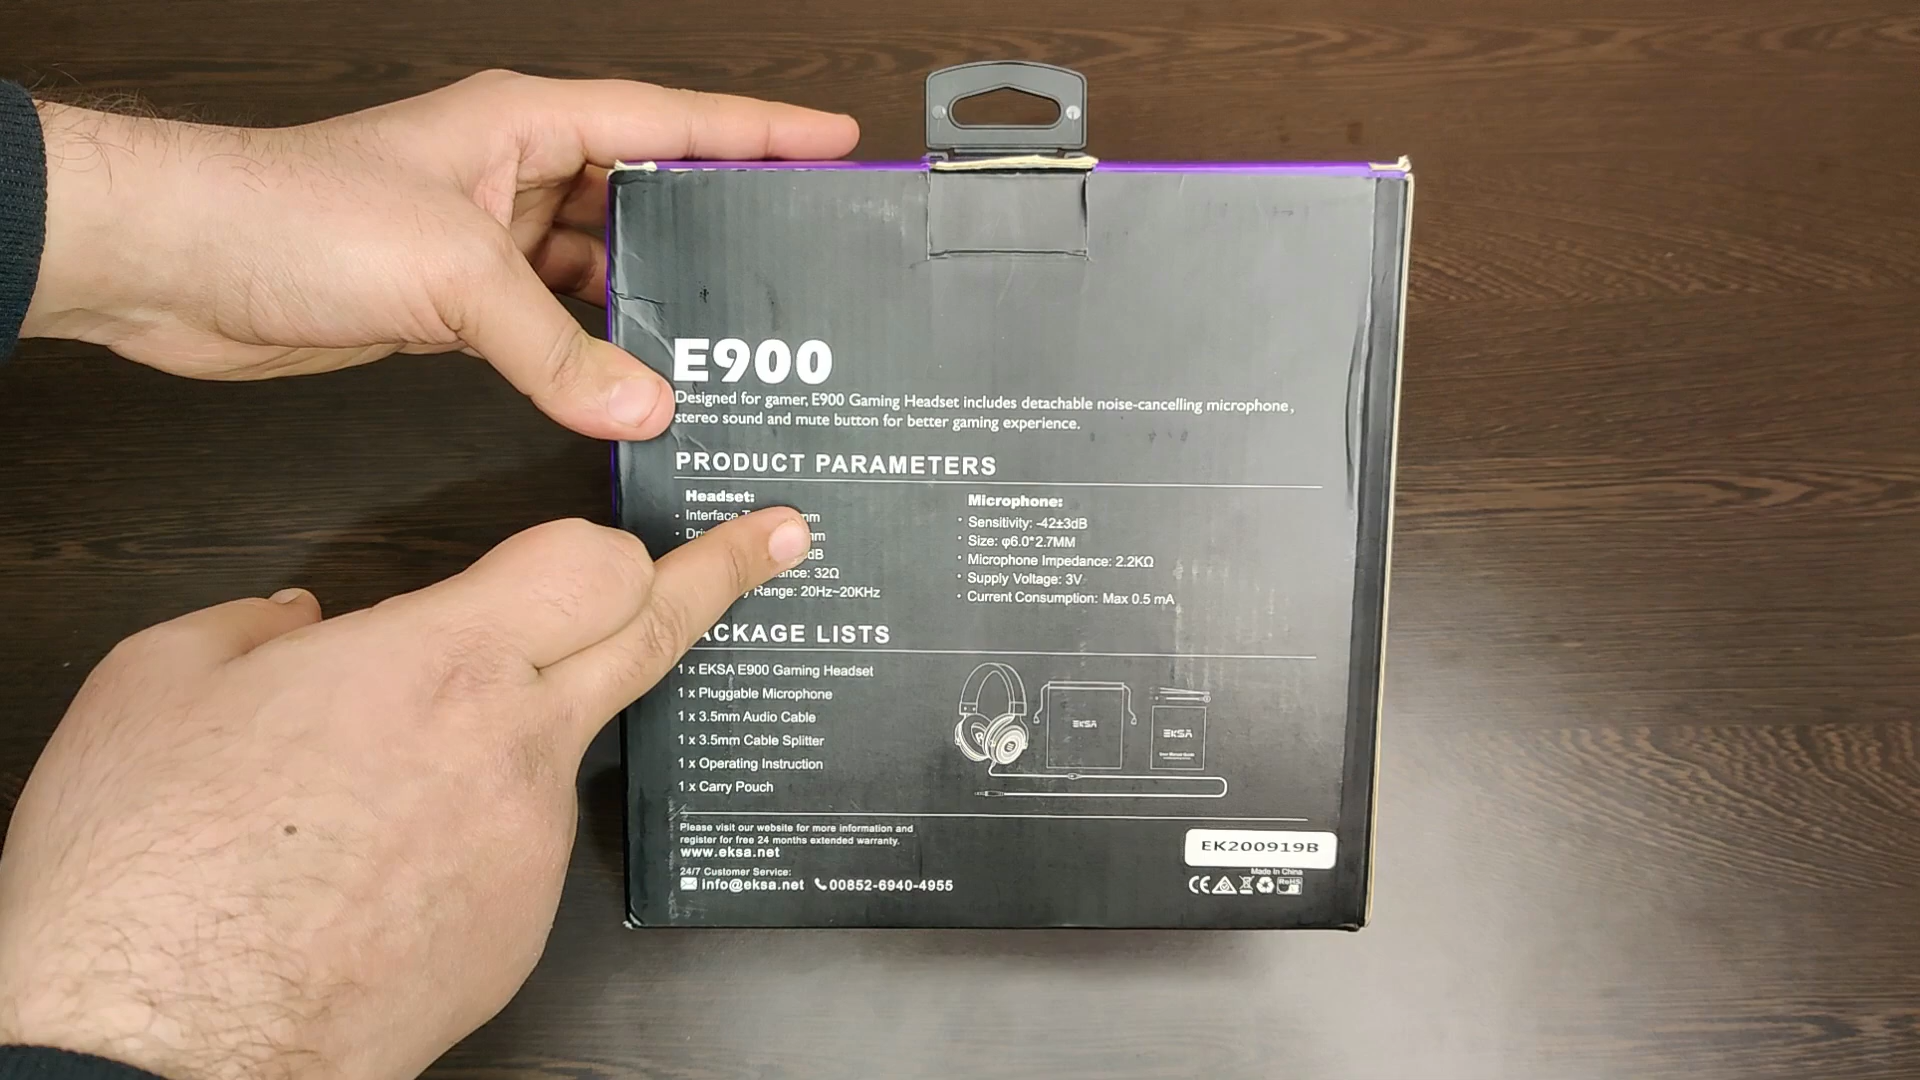 E900
Designed for gamer, E900 Gaming Headset includes detachable noise-cancelling microphone,
stereo sound and mute button for better gaming experience.
PRODUCT PARAMETERS
Headset:
· Interface
mm
· Dri
mm
dB
ance: 32Ω
y Range: 20Hz~20KHz
Microphone:
· Sensitivity: -42±3dB
· Size: φ6.0*2.7MM
· Microphone Impedance: 2.2KΩ
· Supply Voltage: 3V
· Current Consumption: Max 0.5 mA
ACKAGE LISTS
1 x EKSA E900 Gaming Headset
1 x Pluggable Microphone
1 x 3.5mm Audio Cable
1 x 3.5mm Cable Splitter
1 x Operating Instruction
1 x Carry Pouch
EKSA
EKSA
Please visit our website for more information and
register for free 24 months extended warranty.
www.eksa.net
24/7 Customer Service:
info@eksa.net 00852-6940-4955
EK200919B
Made In China
CE RoHS